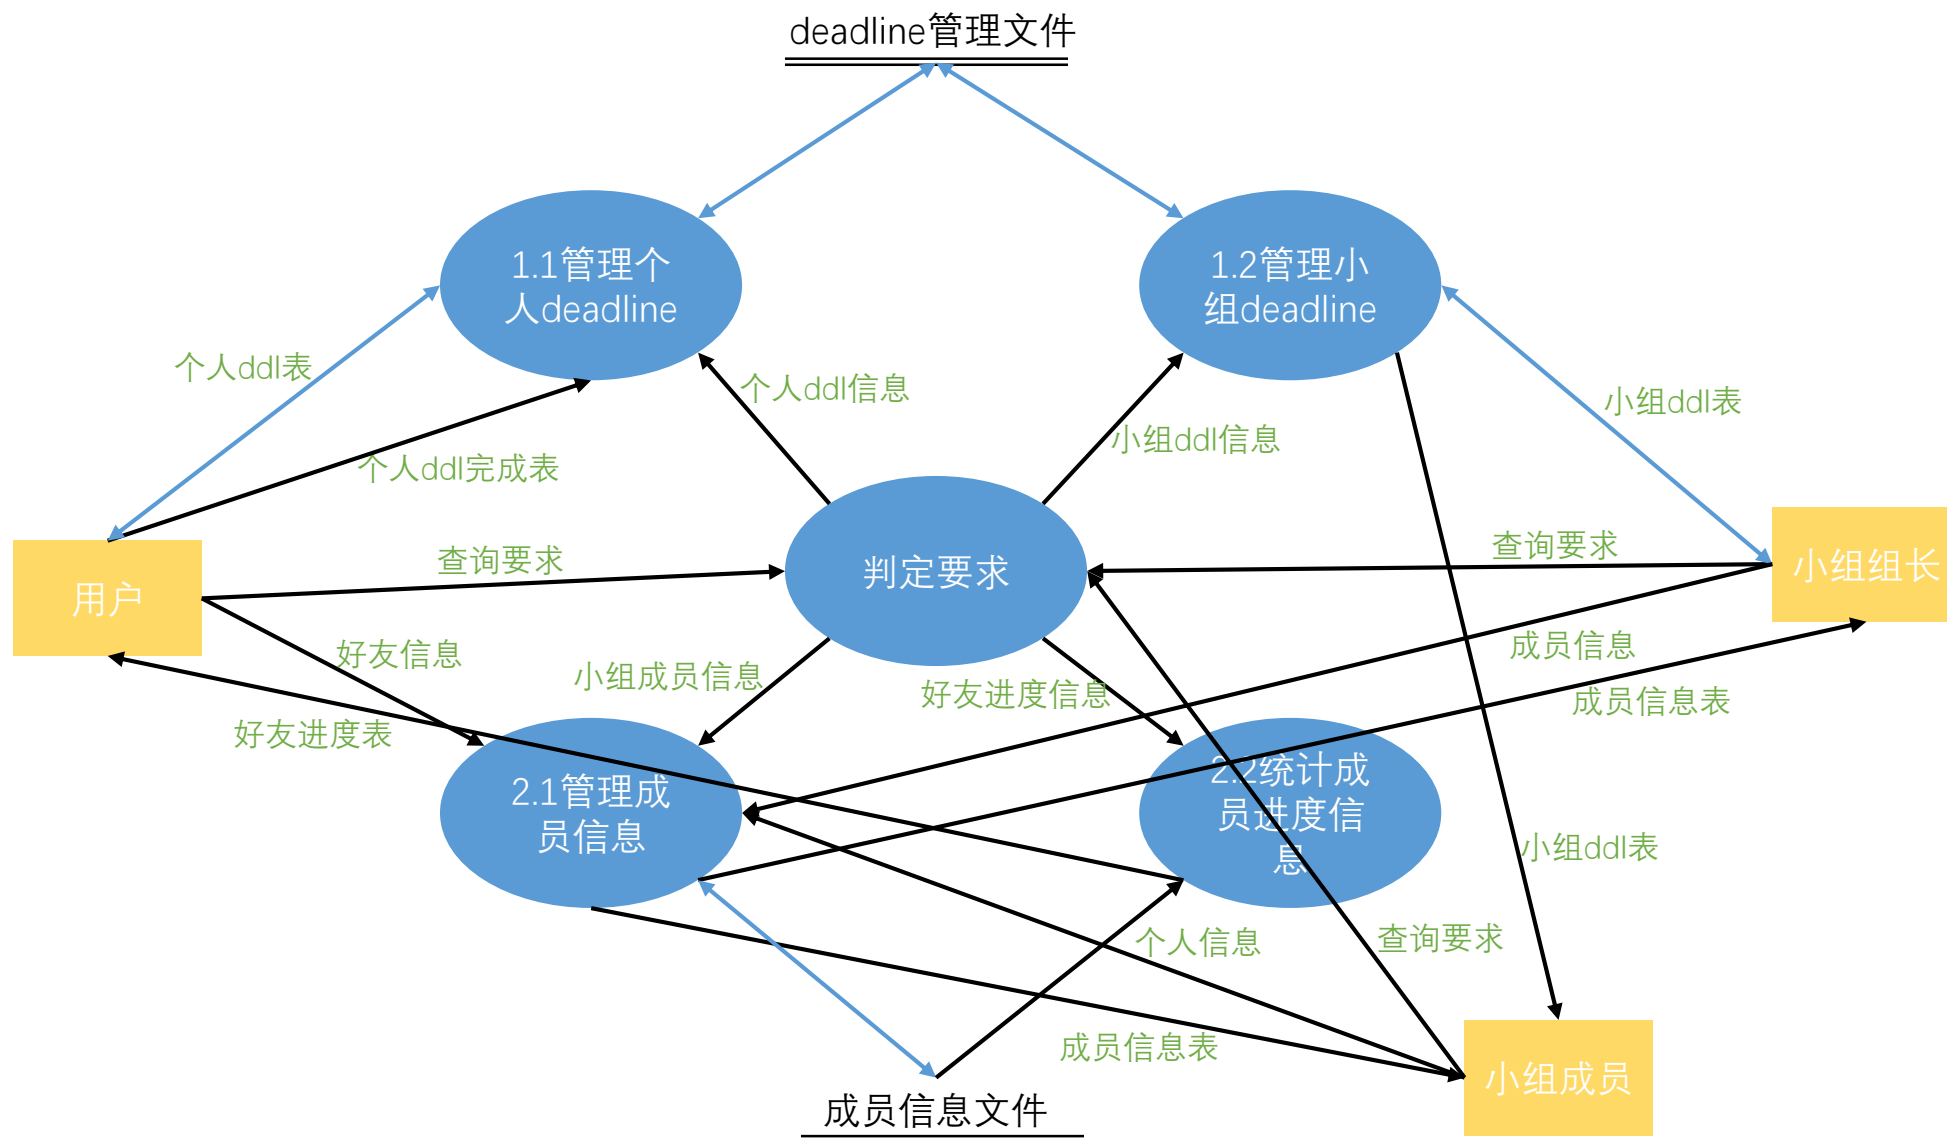 deadline管理文件
1.1管理个
人deadline
1.2管理小
组deadline
个人ddl表
个人ddl信息
小组ddl表
小组ddl信息
个人ddl完成表
查询要求
查询要求
用户
判定要求
小组组长
好友信息
小组成员信息
好友进度信息
成员信息
成员信息表
好友进度表
2.1管理成
员信息
2.2统计成
员进度信
息
小组ddl表
个人信息
查询要求
成员信息表
小组成员
成员信息文件